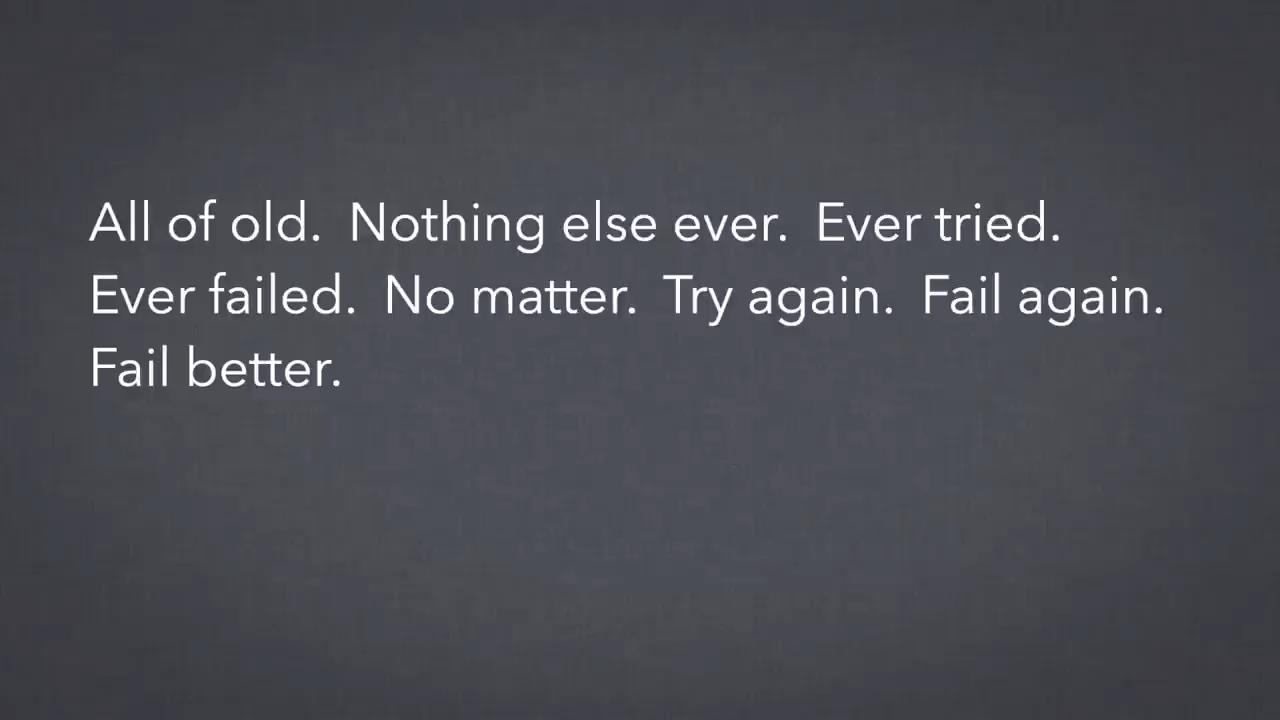 All of old.  Nothing else ever.  Ever tried.
Ever failed.  No matter.  Try again.  Fail again.
Fail better.